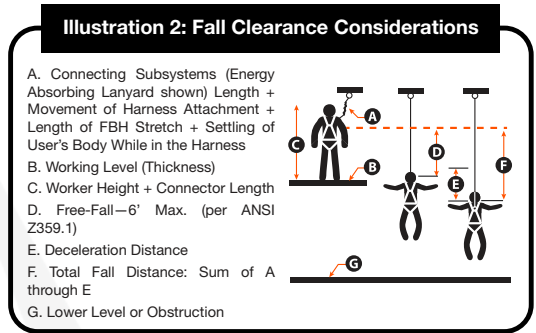 Illustration 2: Fall Clearance Considerations
A. Connecting Subsystems (Energy
Absorbing Lanyard shown) Length +
Movement of Harness Attachment +
Length of FBH Stretch + Settling of
User's Body While in the Harness
B. Working Level (Thickness)
C. Worker Height + Connector Length
D. Free-Fall—6' Max. (per ANSI
Z359.1)
E. Deceleration Distance
F. Total Fall Distance: Sum of A
through E
G. Lower Level or Obstruction
A
C
B
D
E
F
G